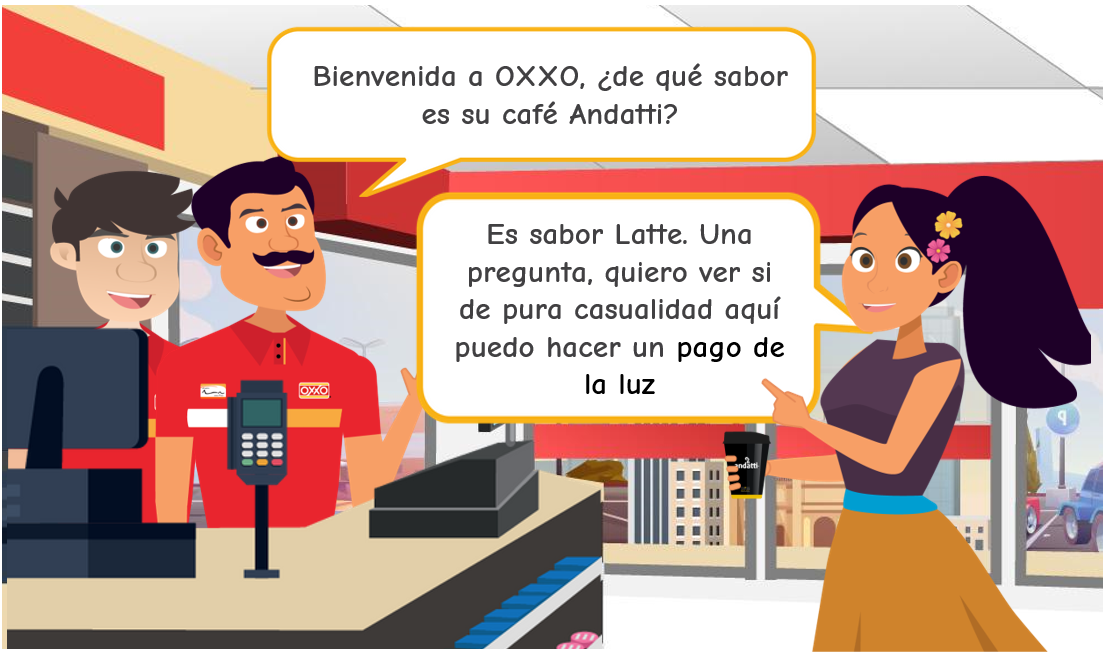 Bienvenida a OXXO, ¿de qué sabor
es su café Andatti?
Es sabor Latte. Una
pregunta, quiero ver si
de pura casualidad aquí
puedo hacer un pago de
la luz
OXXO
andatti